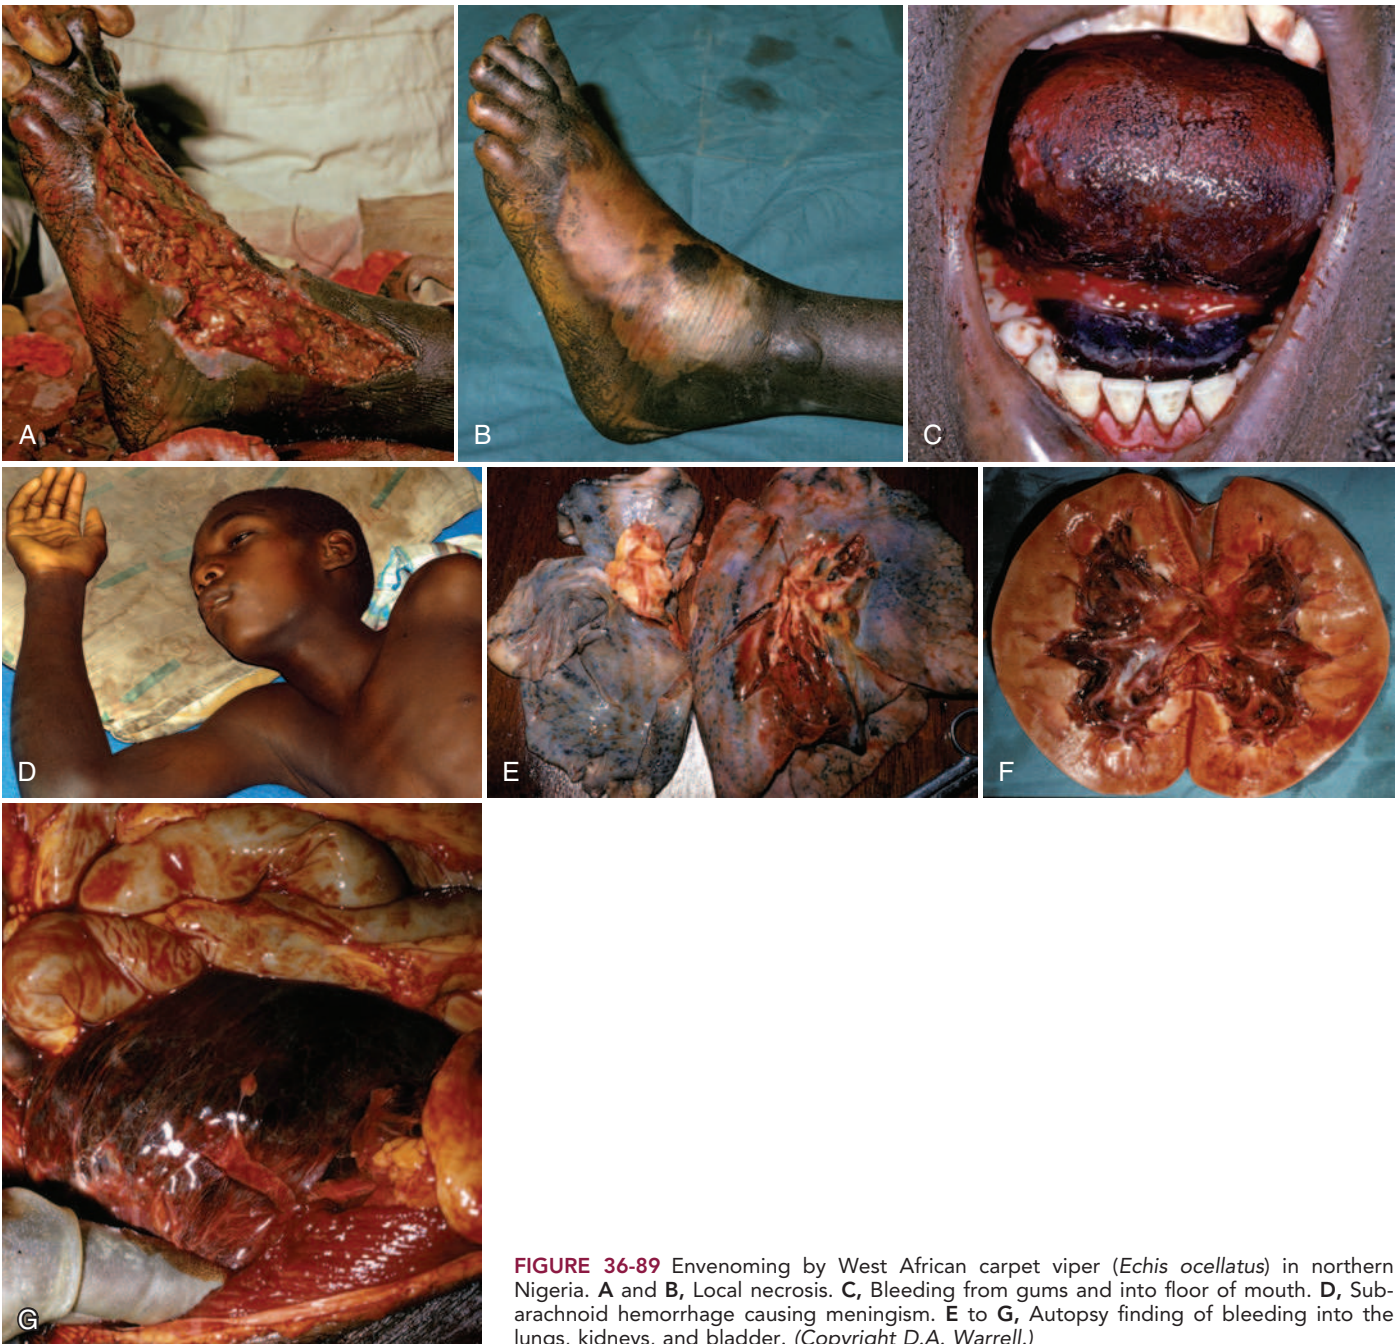 A
B
C
D
E
F
G
FIGURE 36-89 Envenoming by West African carpet viper (Echis ocellatus) in northern
Nigeria. A and B, Local necrosis. C, Bleeding from gums and into floor of mouth. D, Sub-
arachnoid hemorrhage causing meningism. E to G, Autopsy finding of bleeding into the
lungs, kidneys, and bladder. (Copyright D.A. Warrell.)